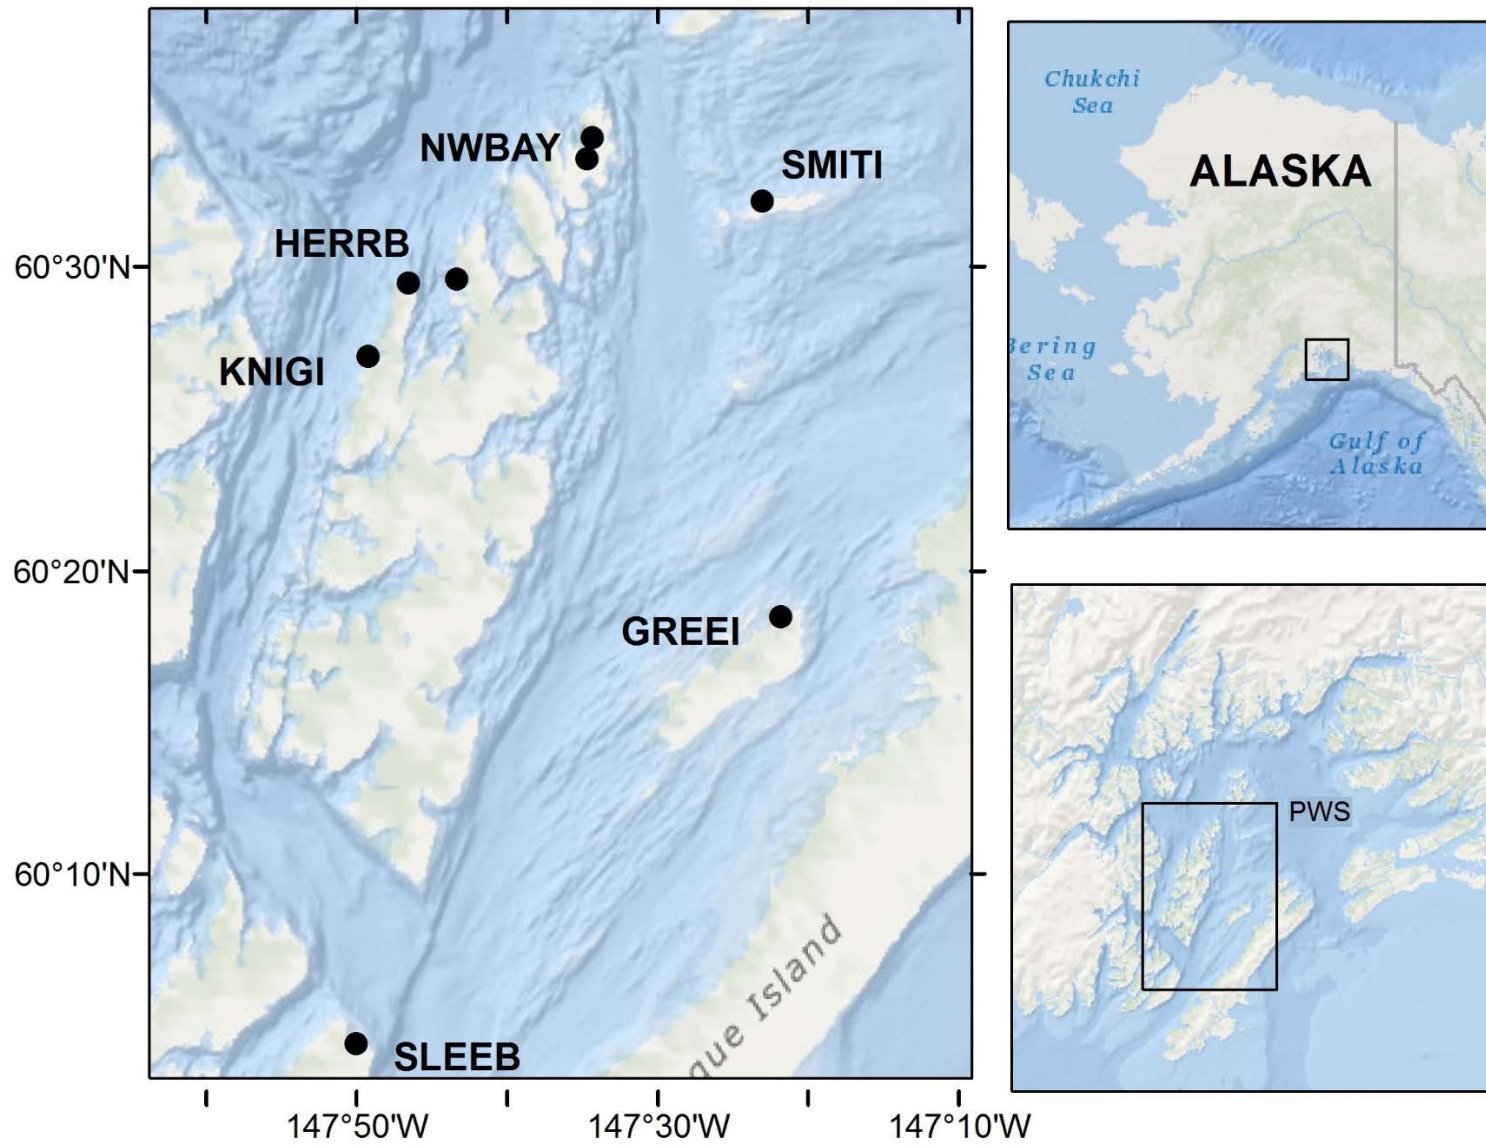 NWBAY
SMITI
HERRB
60°30'N
KNIGI
60°20'N
GREEI
60°10'N
que Island
SLEEB
147°50'W
147°30'W
147°10'W
Chukchi
Sea
ALASKA
Bering
Sea
Gulf of
Alaska
PWS